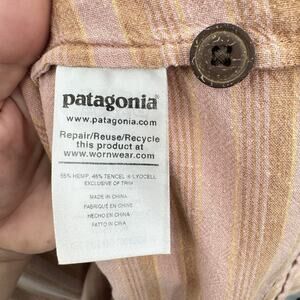 patagonia®
www.patagonia.com
Repair/Reuse/Recycle
this product at
www.wornwear.com
55% HEMP, 45% TENCEL ® LYOCELL
EXCLUSIVE OF TRIM
MADE IN CHINA
FABRIQUÉ EN CHINE
HECHO EN CHINA
FATTO IN CINA